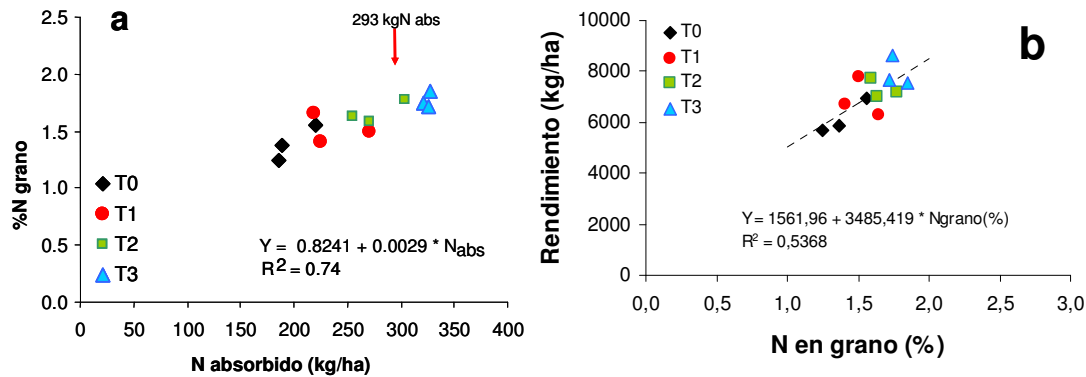 a
293 kgN abs
2.5
2.0
1.5
1.0
0.5
0.0
%N grano
T0
T1
T2
T3
Y = 0.8241 + 0.0029 * Nabs
R2 = 0.74
0 50 100 150 200 250 300 350 400
N absorbido (kg/ha)
b
10000
8000
6000
4000
2000
0
Rendimiento (kg/ha)
T0
T1
T2
T3
Y = 1561,96 + 3485,419 * Ngrano(%)
R² = 0,5368
0,0 0,5 1,0 1,5 2,0 2,5 3,0
N en grano (%)